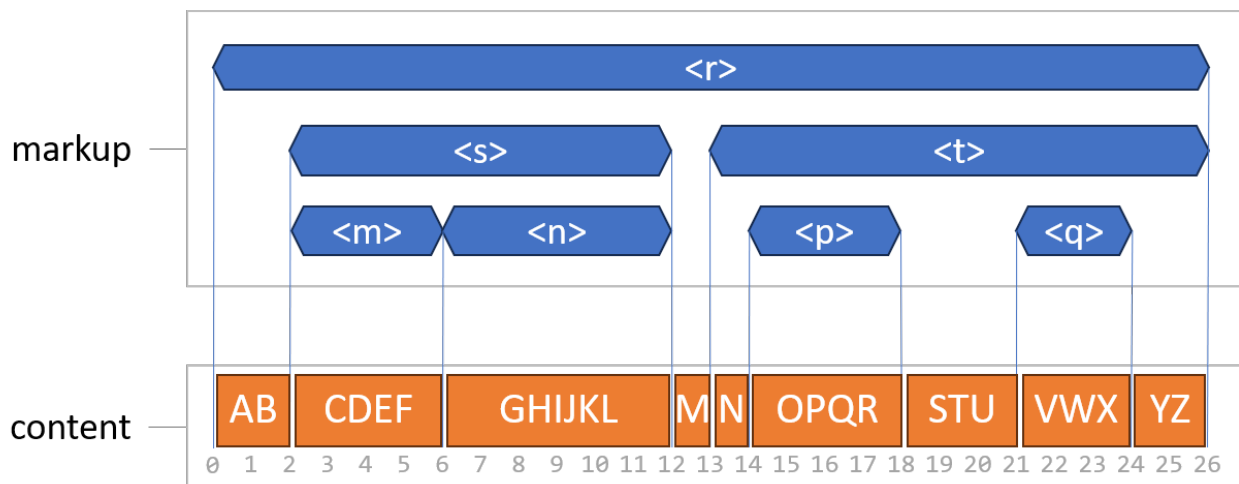 <r>
markup
<s> <t>
<m> <n> <p> <q>
content
AB CDEF GHIJKL M N OPQR STU VWX YZ
0 1 2 3 4 5 6 7 8 9 10 11 12 13 14 15 16 17 18 19 20 21 22 23 24 25 26